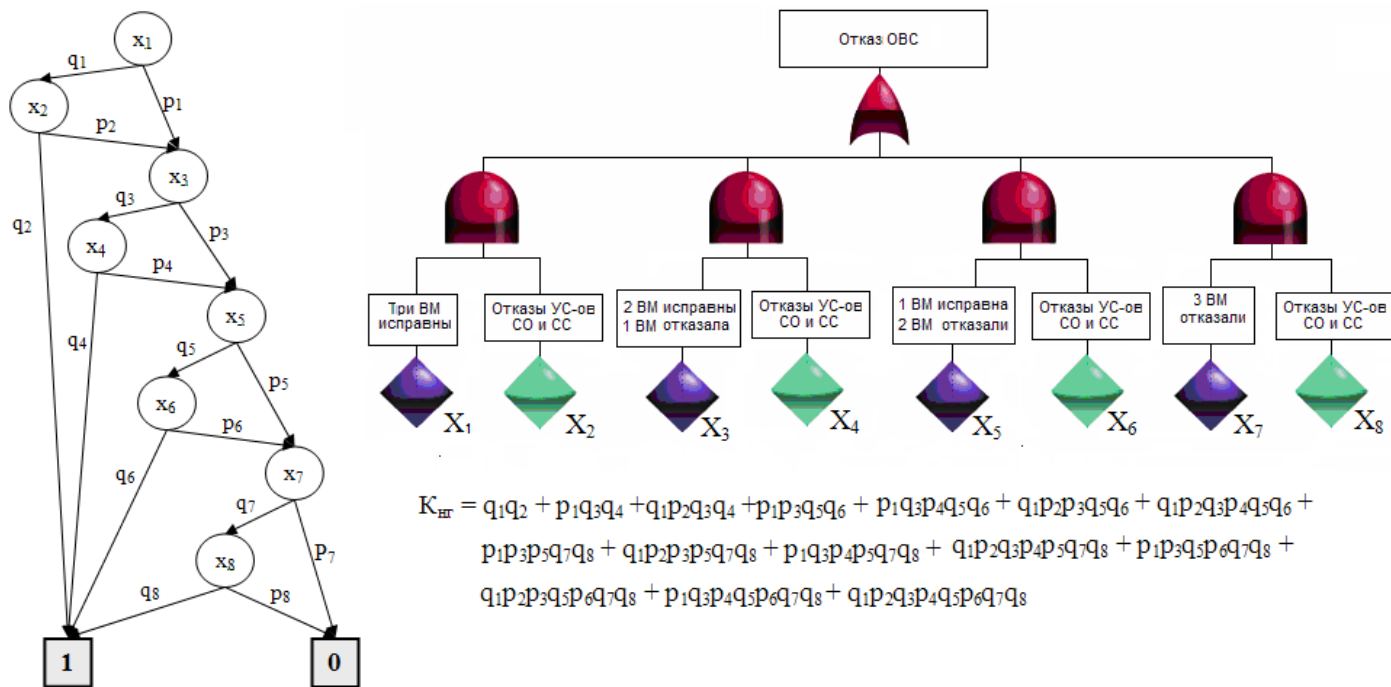 x₁
q₁
p₁
x₂
p₂
x₃
q₃
q₂
p₃
x₄
p₄
x₅
q₄
q₅
p₅
x₆
p₆
x₇
q₆
q₇
p₇
x₈
q₈
p₈
1
0
Отказ ОВС
Три ВМ
исправны
Отказы УС-ов
СО и СС
2 ВМ исправны
1 ВМ отказала
Отказы УС-ов
СО и СС
1 ВМ исправна
2 ВМ отказали
Отказы УС-ов
СО и СС
3 ВМ
отказали
Отказы УС-ов
СО и СС
X₁
X₂
X₃
X₄
X₅
X₆
X₇
X₈
Kнг = q₁q₂ + p₁q₃q₄ +q₁p₂q₃q₄ +p₁p₃q₅q₆ + p₁q₃p₄q₅q₆ + q₁p₂p₃q₅q₆ + q₁p₂q₃p₄q₅q₆ +
p₁p₃p₅q₇q₈ + q₁p₂p₃p₅q₇q₈ + p₁q₃p₄p₅q₇q₈ + q₁p₂q₃p₄p₅q₇q₈ + p₁p₃q₅p₆q₇q₈ +
q₁p₂p₃q₅p₆q₇q₈ + p₁q₃p₄q₅p₆q₇q₈ + q₁p₂q₃p₄q₅p₆q₇q₈